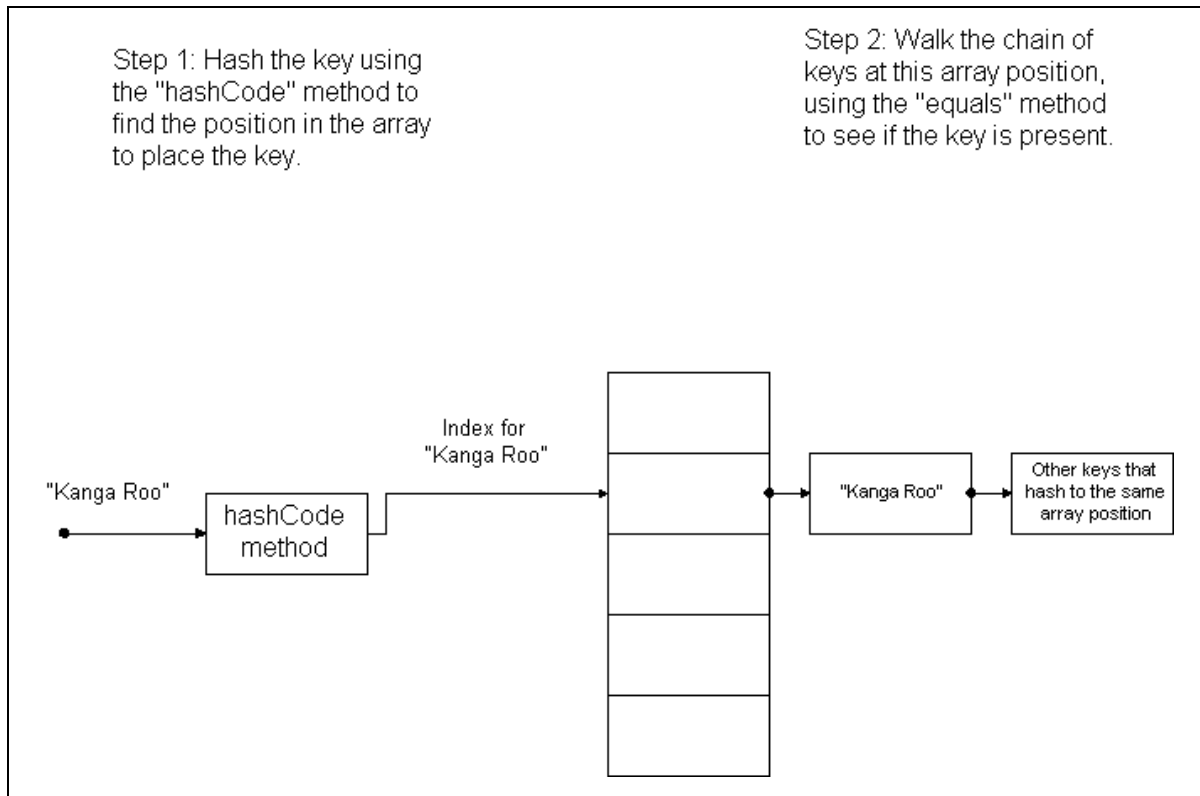 Step 1: Hash the key using
the "hashCode" method to
find the position in the array
to place the key.
Step 2: Walk the chain of
keys at this array position,
using the "equals" method
to see if the key is present.
"Kanga Roo"
hashCode
method
Index for
"Kanga Roo"
"Kanga Roo"
Other keys that
hash to the same
array position